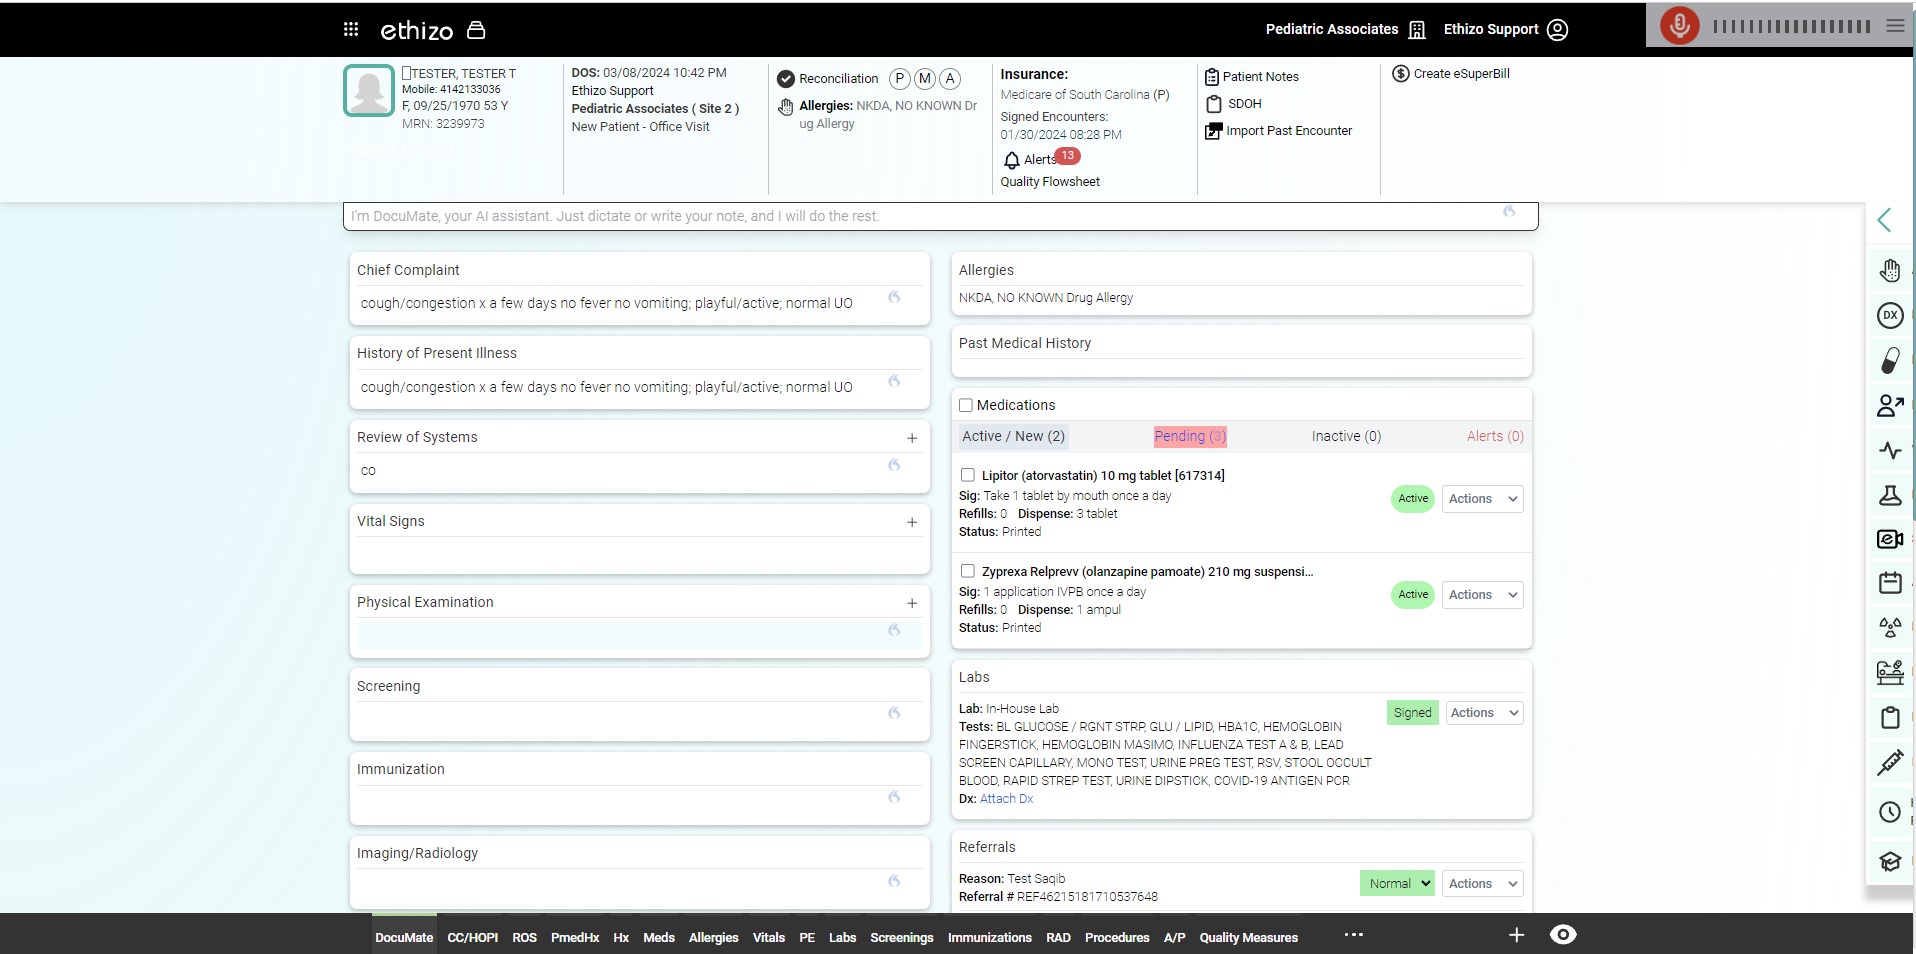 ethizo
Pediatric Associates
Ethizo Support
TESTER, TESTER T
Mobile: 4142133036
F, 09/25/1970 53 Y
MRN: 3239973
DOS: 03/08/2024 10:42 PM
Ethizo Support
Pediatric Associates ( Site 2 )
New Patient - Office Visit
Reconciliation P M A
Allergies: NKDA, NO KNOWN Dr
ug Allergy
Insurance:
Medicare of South Carolina (P)
Signed Encounters:
01/30/2024 08:28 PM
Alerts 13
Quality Flowsheet
Patient Notes
SDOH
Import Past Encounter
Create eSuperBill
I'm DocuMate, your AI assistant. Just dictate or write your note, and I will do the rest.
Chief Complaint
cough/congestion x a few days no fever no vomiting; playful/active; normal UO
History of Present Illness
cough/congestion x a few days no fever no vomiting; playful/active; normal UO
Review of Systems
co
Vital Signs
Physical Examination
Screening
Immunization
Imaging/Radiology
Allergies
NKDA, NO KNOWN Drug Allergy
Past Medical History
Medications
Active / New (2) Pending (3) Inactive (0) Alerts (0)
Lipitor (atorvastatin) 10 mg tablet [617314]
Sig: Take 1 tablet by mouth once a day
Refills: 0 Dispense: 3 tablet
Status: Printed
Active Actions
Zyprexa Relprevv (olanzapine pamoate) 210 mg suspensi...
Sig: 1 application IVPB once a day
Refills: 0 Dispense: 1 ampul
Status: Printed
Active Actions
Labs
Lab: In-House Lab
Tests: BL GLUCOSE / RGNT STRP, GLU / LIPID, HBA1C, HEMOGLOBIN
FINGERSTICK, HEMOGLOBIN MASIMO, INFLUENZA TEST A & B, LEAD
SCREEN CAPILLARY, MONO TEST, URINE PREG TEST, RSV, STOOL OCCULT
BLOOD, RAPID STREP TEST, URINE DIPSTICK, COVID-19 ANTIGEN PCR
Dx: Attach Dx
Signed Actions
Referrals
Reason: Test Saqib
Referral # REF46215181710537648
Normal Actions
DX
DocuMate CC/HOPI ROS PmedHx Hx Meds Allergies Vitals PE Labs Screenings Immunizations RAD Procedures A/P Quality Measures ...